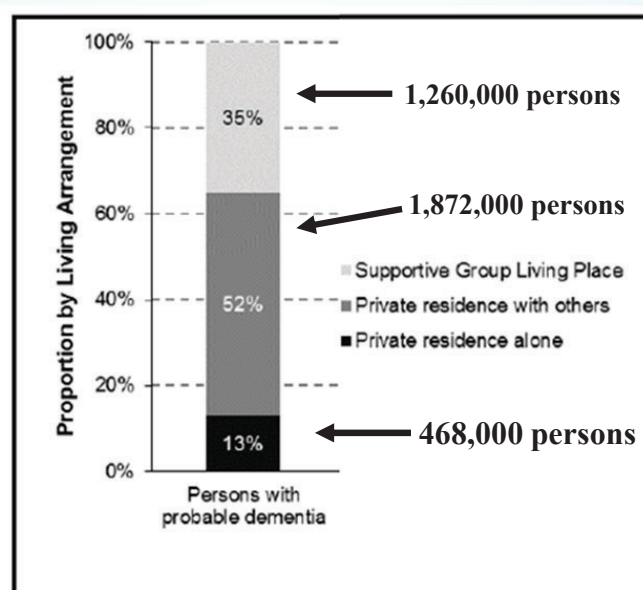 Proportion by Living Arrangement
100%
80%
60%
40%
20%
0%
35%
52%
13%
1,260,000 persons
1,872,000 persons
Supportive Group Living Place
Private residence with others
Private residence alone
468,000 persons
Persons with
probable dementia